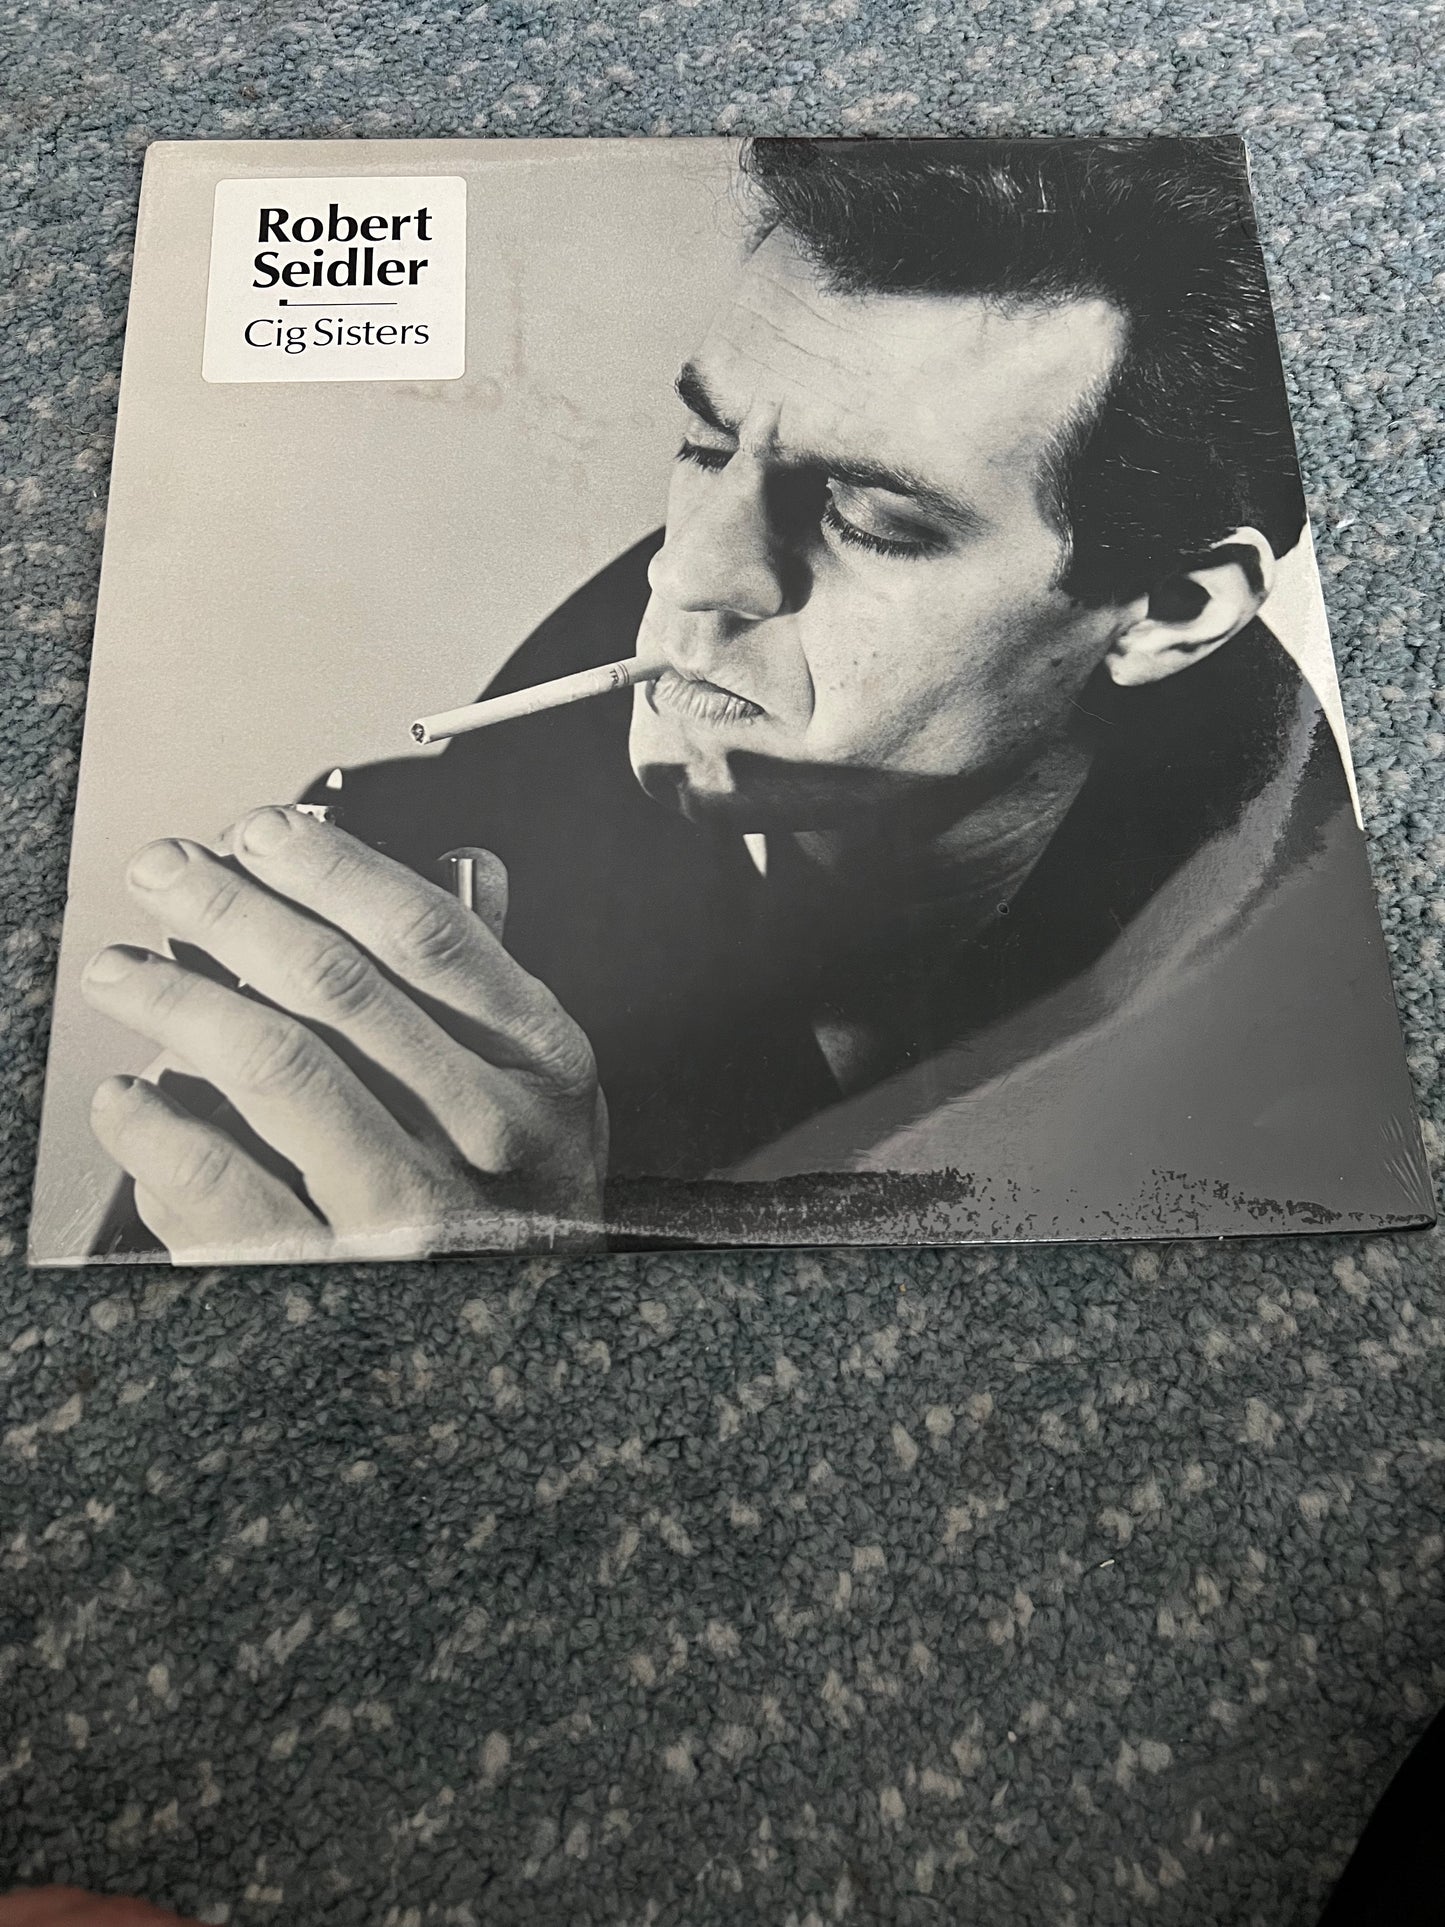 Robert
Seidler
Cig Sisters